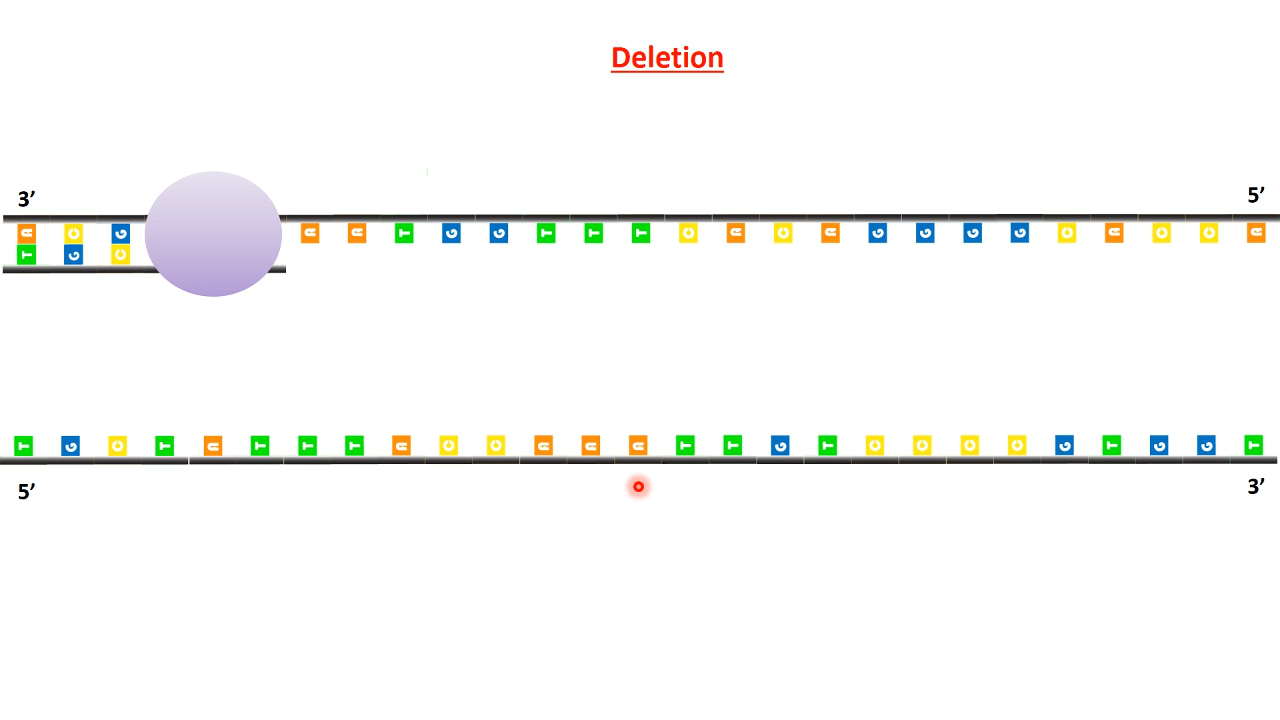 Deletion
3’ 5’
A C G A A T G G T T T C A C A G G G G C A C C A
T G C
T G C T A T T T A C C A A A T T G T C C C C G T G G T
5’ 3’